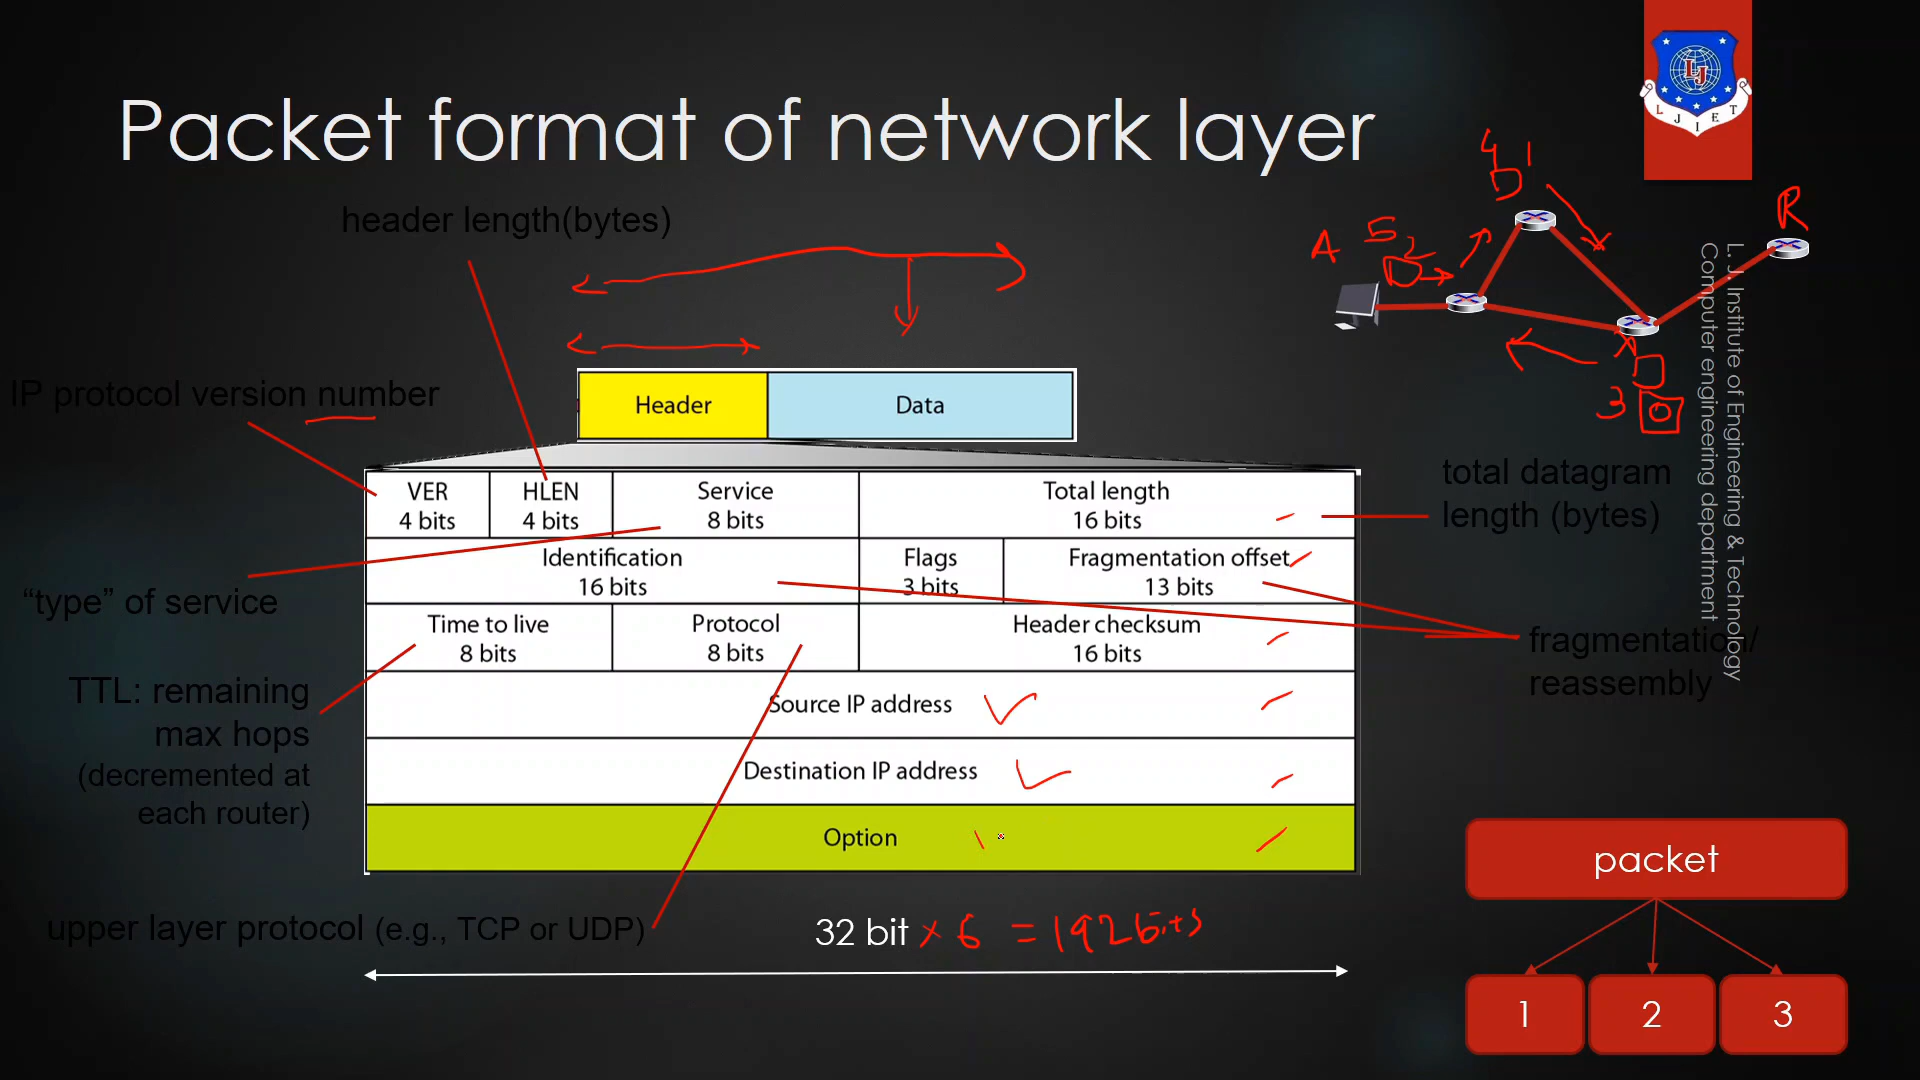 Packet format of network layer
L J I E T
header length(bytes)
4 1
A 5 2
R
3
IP protocol version number
Header Data
VER
4 bits
HLEN
4 bits
Service
8 bits
Total length
16 bits
total datagram
length (bytes)
Identification
16 bits
Flags
3 bits
Fragmentation offset
13 bits
"type" of service
Time to live
8 bits
Protocol
8 bits
Header checksum
16 bits
fragmentation/
reassembly
TTL: remaining
max hops
(decremented at
each router)
Source IP address
Destination IP address
Option
upper layer protocol (e.g., TCP or UDP)
32 bit × 6 = 192 bits
L. J. Institute of Engineering & Technology
Computer engineering department
packet
1 2 3